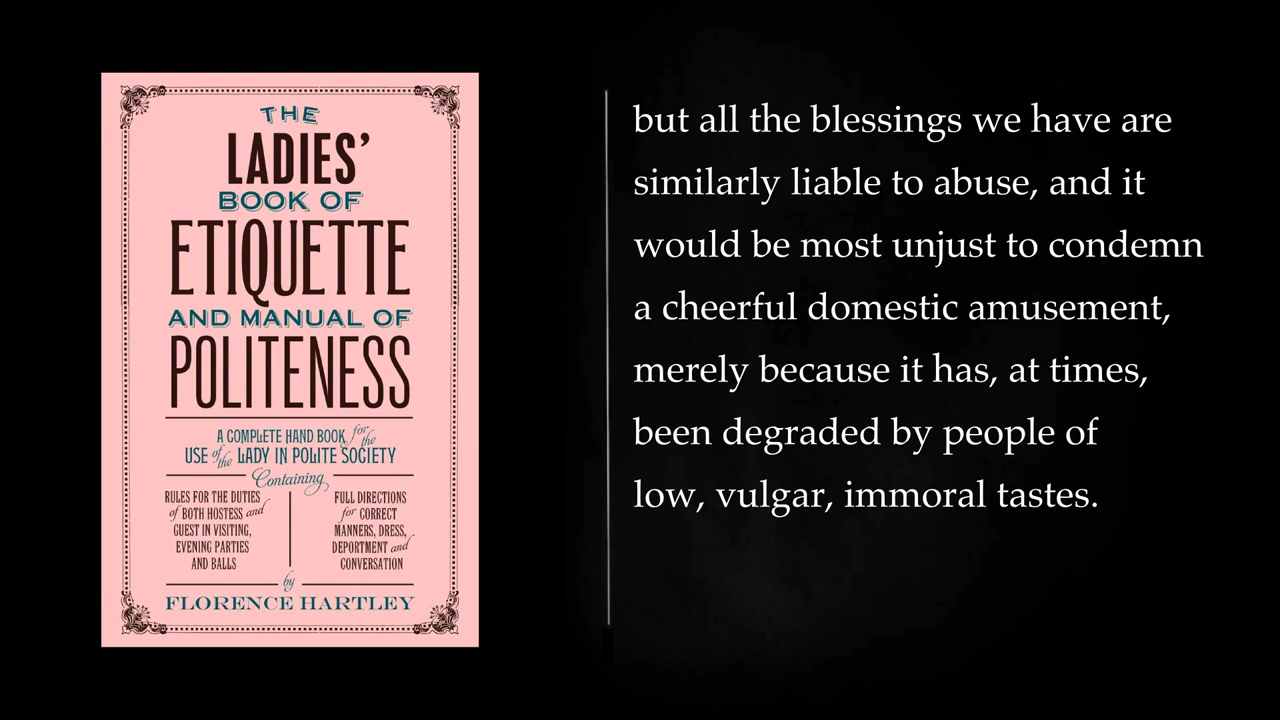 THE
LADIES’
BOOK OF
ETIQUETTE
AND MANUAL OF
POLITENESS
A COMPLETE HAND BOOK for the
USE of the LADY IN POLITE SOCIETY
Containing
RULES FOR THE DUTIES
of BOTH HOSTESS and
GUEST IN VISITING,
EVENING PARTIES
AND BALLS
FULL DIRECTIONS
for CORRECT
MANNERS, DRESS,
DEPORTMENT and
CONVERSATION
by
FLORENCE HARTLEY
but all the blessings we have are
similarly liable to abuse, and it
would be most unjust to condemn
a cheerful domestic amusement,
merely because it has, at times,
been degraded by people of
low, vulgar, immoral tastes.